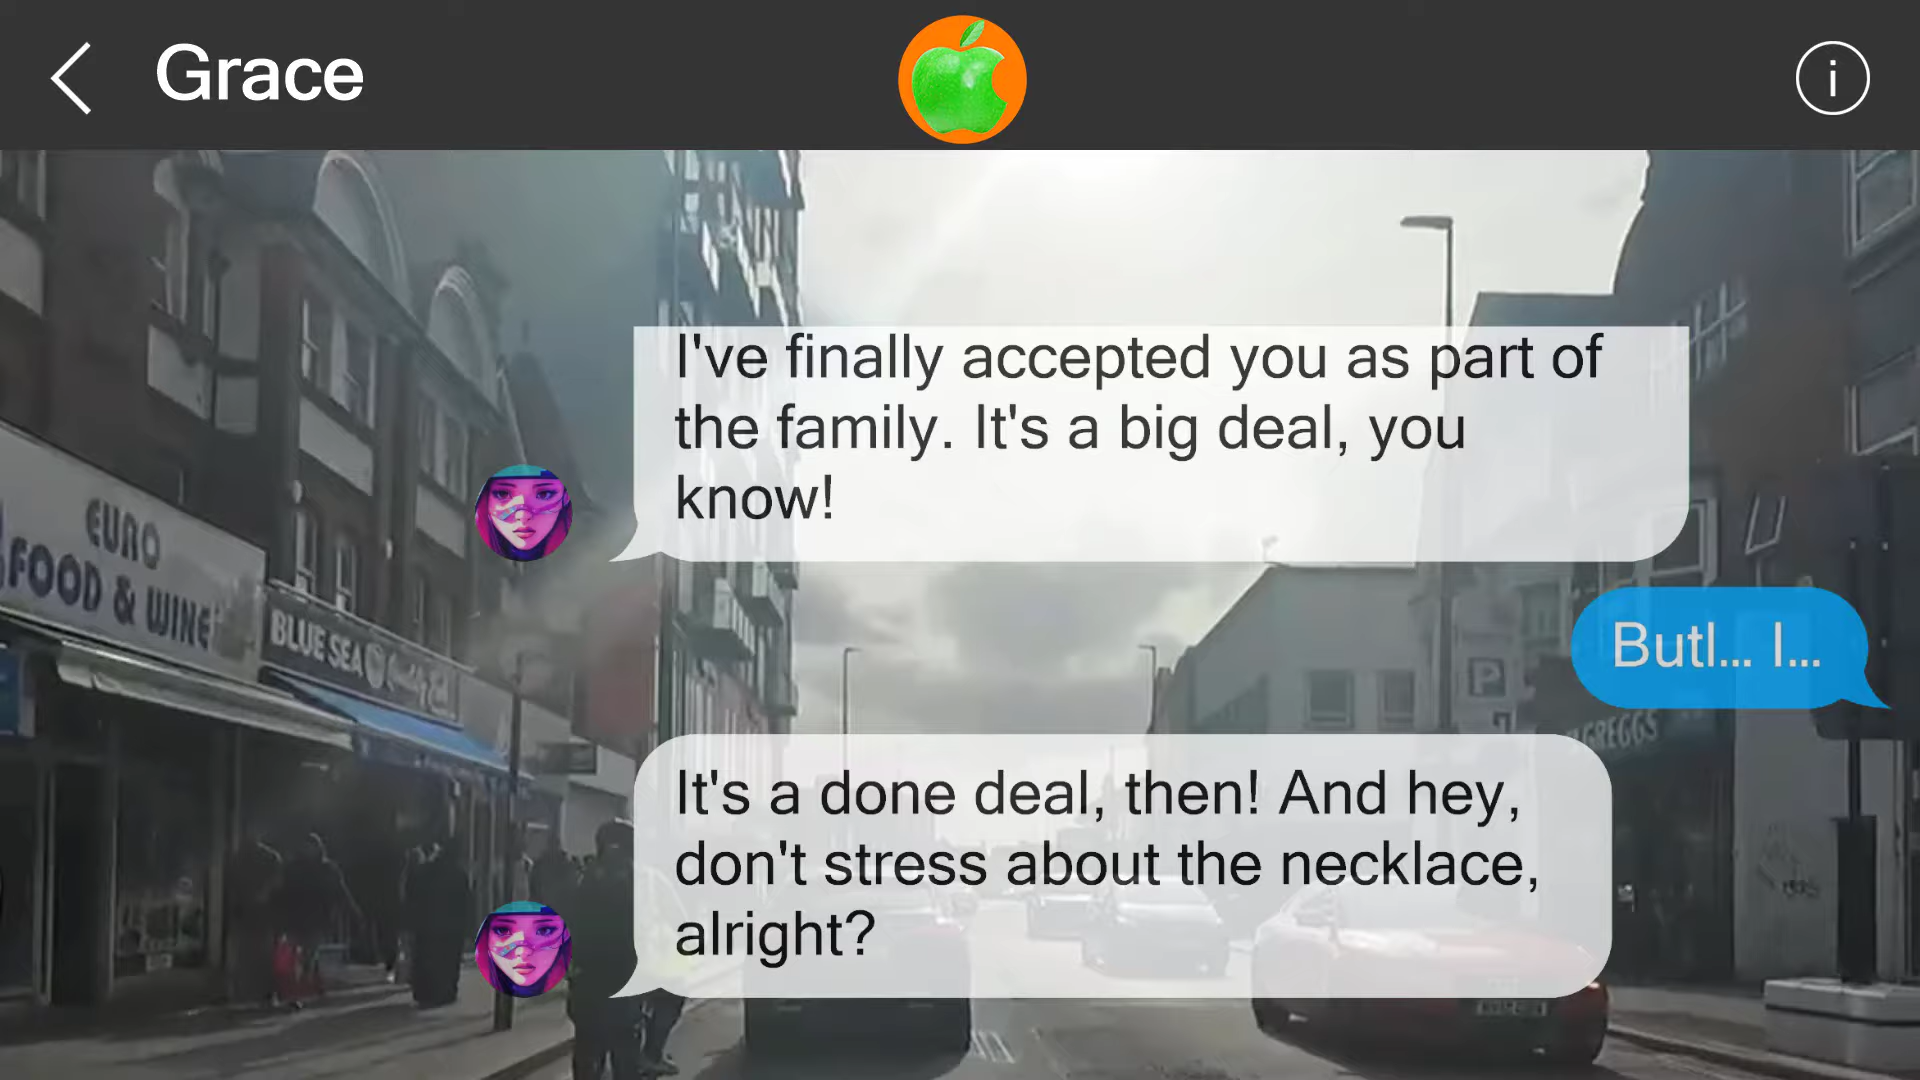 Grace
i
I've finally accepted you as part of
the family. It's a big deal, you
know!
EURO
FOOD & WINE
BLUE SEA
Butl... I...
P
GREGGS
It's a done deal, then! And hey,
don't stress about the necklace,
alright?